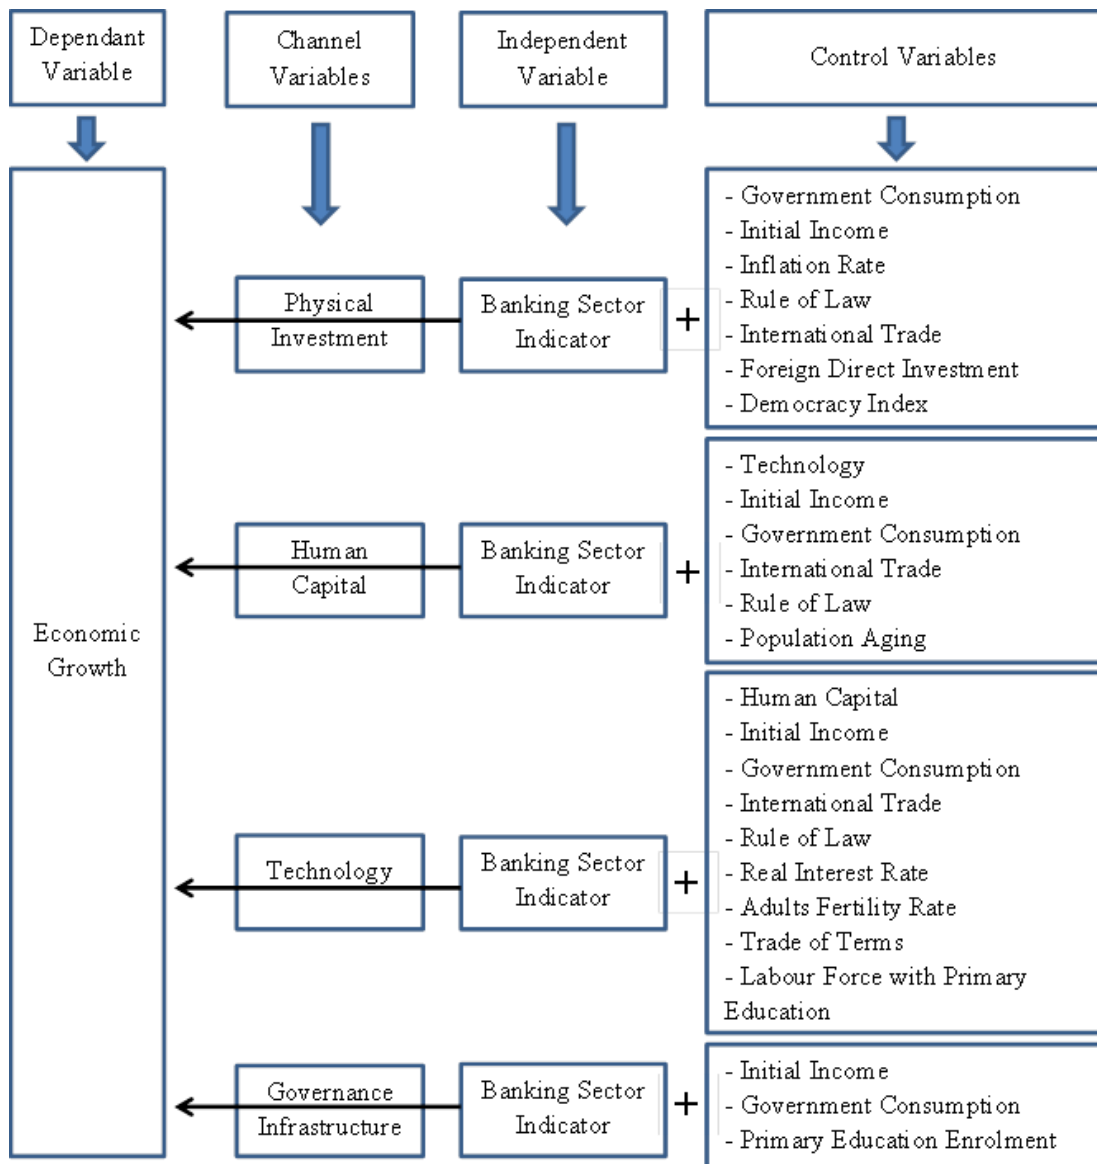 Dependant
Variable
Channel
Variables
Independent
Variable
Control Variables
Economic
Growth
Physical
Investment
Banking Sector
Indicator
+
- Government Consumption
- Initial Income
- Inflation Rate
- Rule of Law
- International Trade
- Foreign Direct Investment
- Democracy Index
Human
Capital
Banking Sector
Indicator
+
- Technology
- Initial Income
- Government Consumption
- International Trade
- Rule of Law
- Population Aging
Technology
Banking Sector
Indicator
+
- Human Capital
- Initial Income
- Government Consumption
- International Trade
- Rule of Law
- Real Interest Rate
- Adults Fertility Rate
- Trade of Terms
- Labour Force with Primary
Education
Governance
Infrastructure
Banking Sector
Indicator
+
- Initial Income
- Government Consumption
- Primary Education Enrolment